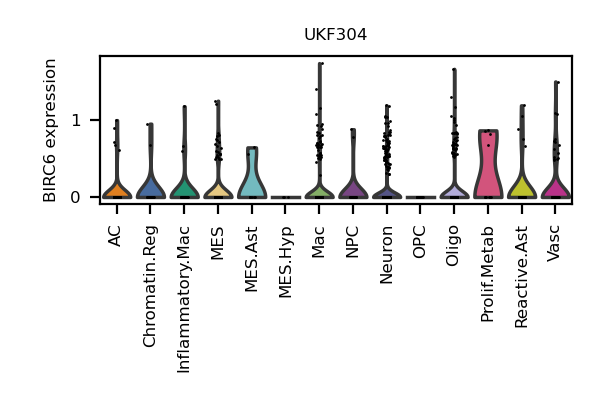 UKF304
BIRC6 expression
1
0
AC
Chromatin.Reg
Inflammatory.Mac
MES
MES.Ast
MES.Hyp
Mac
NPC
Neuron
OPC
Oligo
Prolif.Metab
Reactive.Ast
Vasc